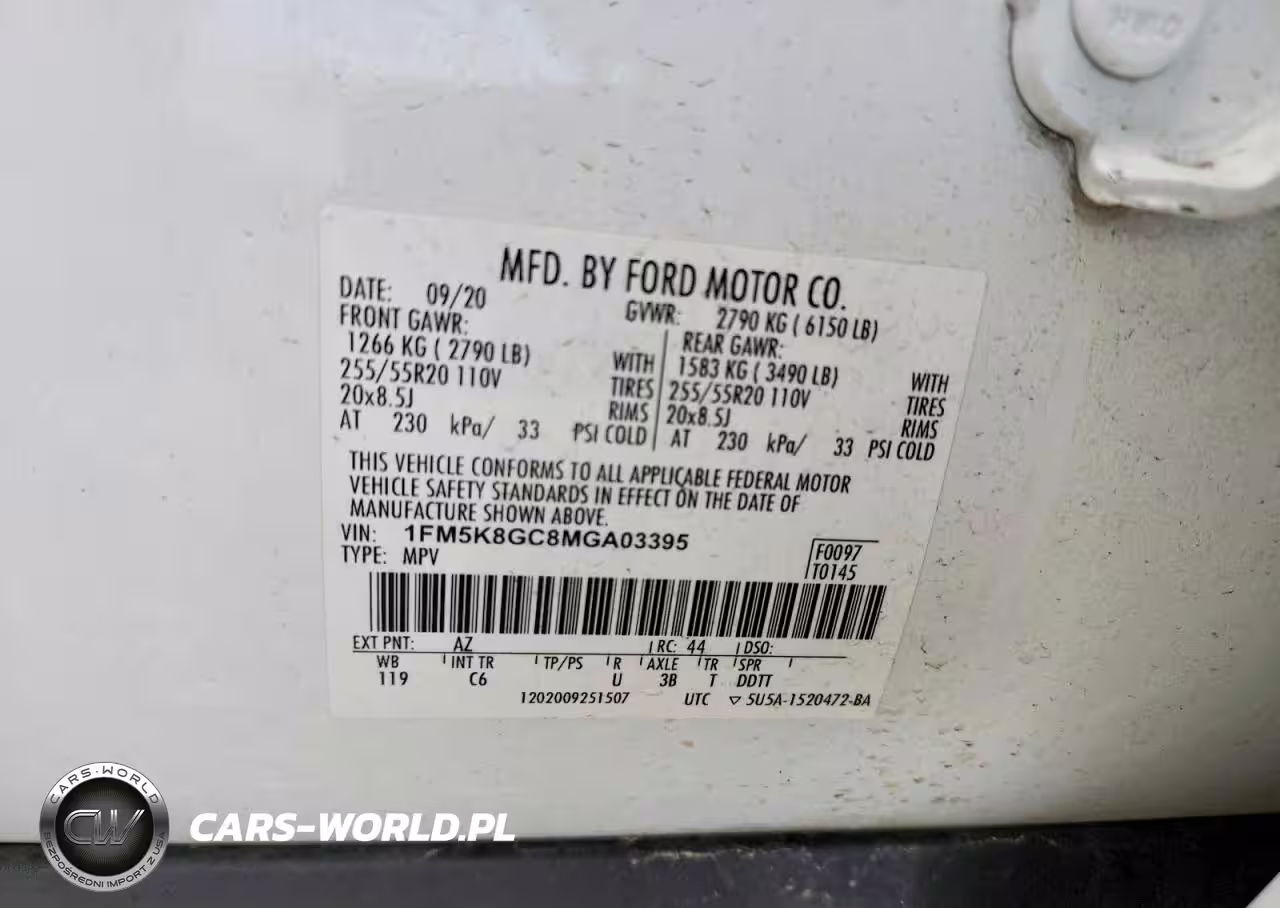 MFD. BY FORD MOTOR CO.
DATE: 09/20 GVWR: 2790 KG ( 6150 LB)
FRONT GAWR: REAR GAWR:
1266 KG ( 2790 LB) WITH 1583 KG ( 3490 LB) WITH
255/55R20 110V TIRES 255/55R20 110V TIRES
20x8.5J RIMS 20x8.5J RIMS
AT 230 kPa/ 33 PSI COLD AT 230 kPa/ 33 PSI COLD
THIS VEHICLE CONFORMS TO ALL APPLICABLE FEDERAL MOTOR
VEHICLE SAFETY STANDARDS IN EFFECT ON THE DATE OF
MANUFACTURE SHOWN ABOVE.
VIN: 1FM5K8GC8MGA03395
TYPE: MPV
F0097
T0145
EXT PNT: AZ RC: 44 DSO:
WB INT TR TP/PS R AXLE TR SPR
119 C6 U 3B T DDTT
1202009251507 UTC ▽ 5U5A-1520472-BA
CARS-WORLD
CW
BEZPOŚREDNI IMPORT Z USA
CARS-WORLD.PL